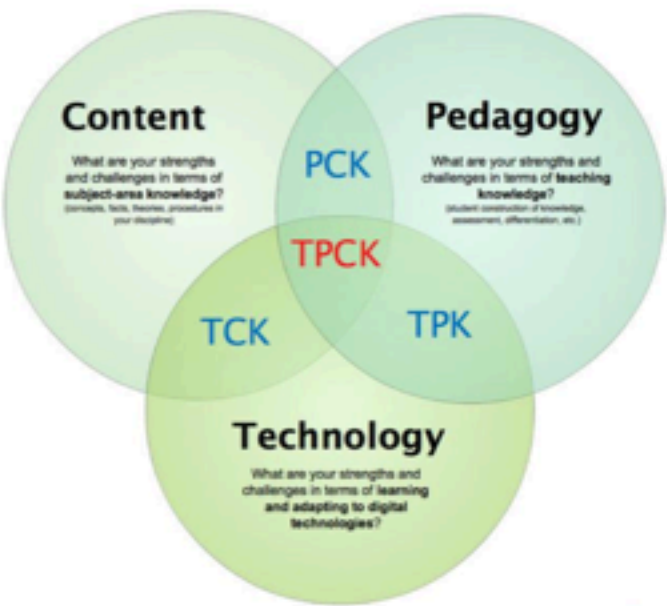 Content
What are your strengths
and challenges in terms of
subject-area knowledge?
(concepts, facts, theories, procedures in
your discipline)
Pedagogy
What are your strengths and
challenges in terms of teaching
knowledge?
(student construction of knowledge,
assessment, differentiation, etc.)
PCK
TPCK
TCK
TPK
Technology
What are your strengths and
challenges in terms of learning
and adapting to digital
technologies?